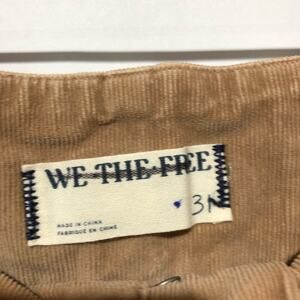 WE THE FREE
3N
MADE IN CHINA
FABRIQUÉ EN CHINE